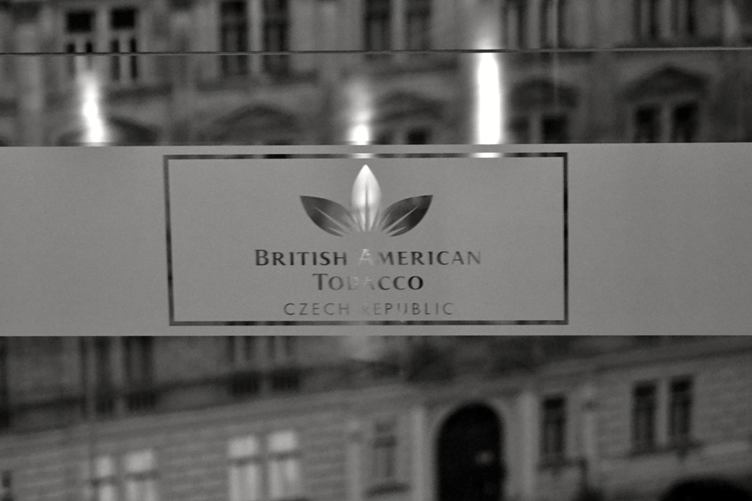 British American
Tobacco
CZECH REPUBLIC